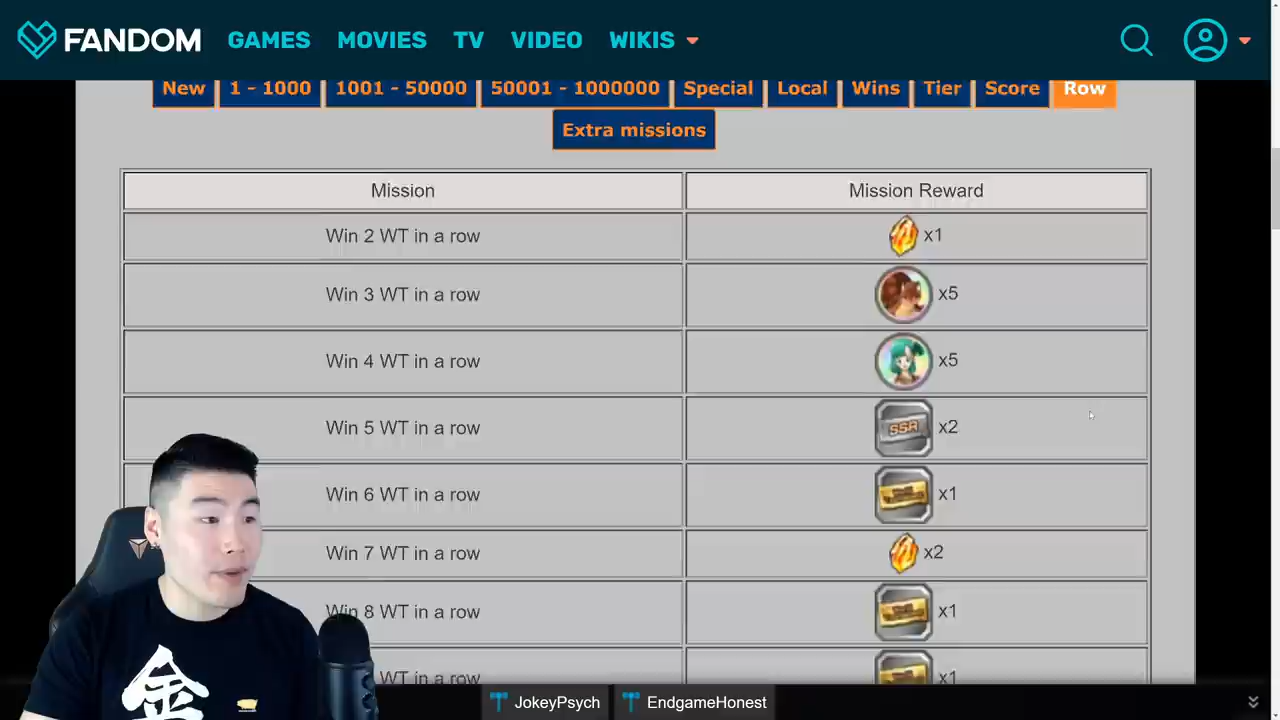 FANDOM GAMES MOVIES TV VIDEO WIKIS
New 1 - 1000 1001 - 50000 50001 - 1000000 Special Local Wins Tier Score Row
Extra missions
Mission Mission Reward
Win 2 WT in a row x1
Win 3 WT in a row x5
Win 4 WT in a row x5
Win 5 WT in a row SSR x2
Win 6 WT in a row x1
Win 7 WT in a row x2
Win 8 WT in a row x1
WT in a row x1
金
JokeyPsych EndgameHonest